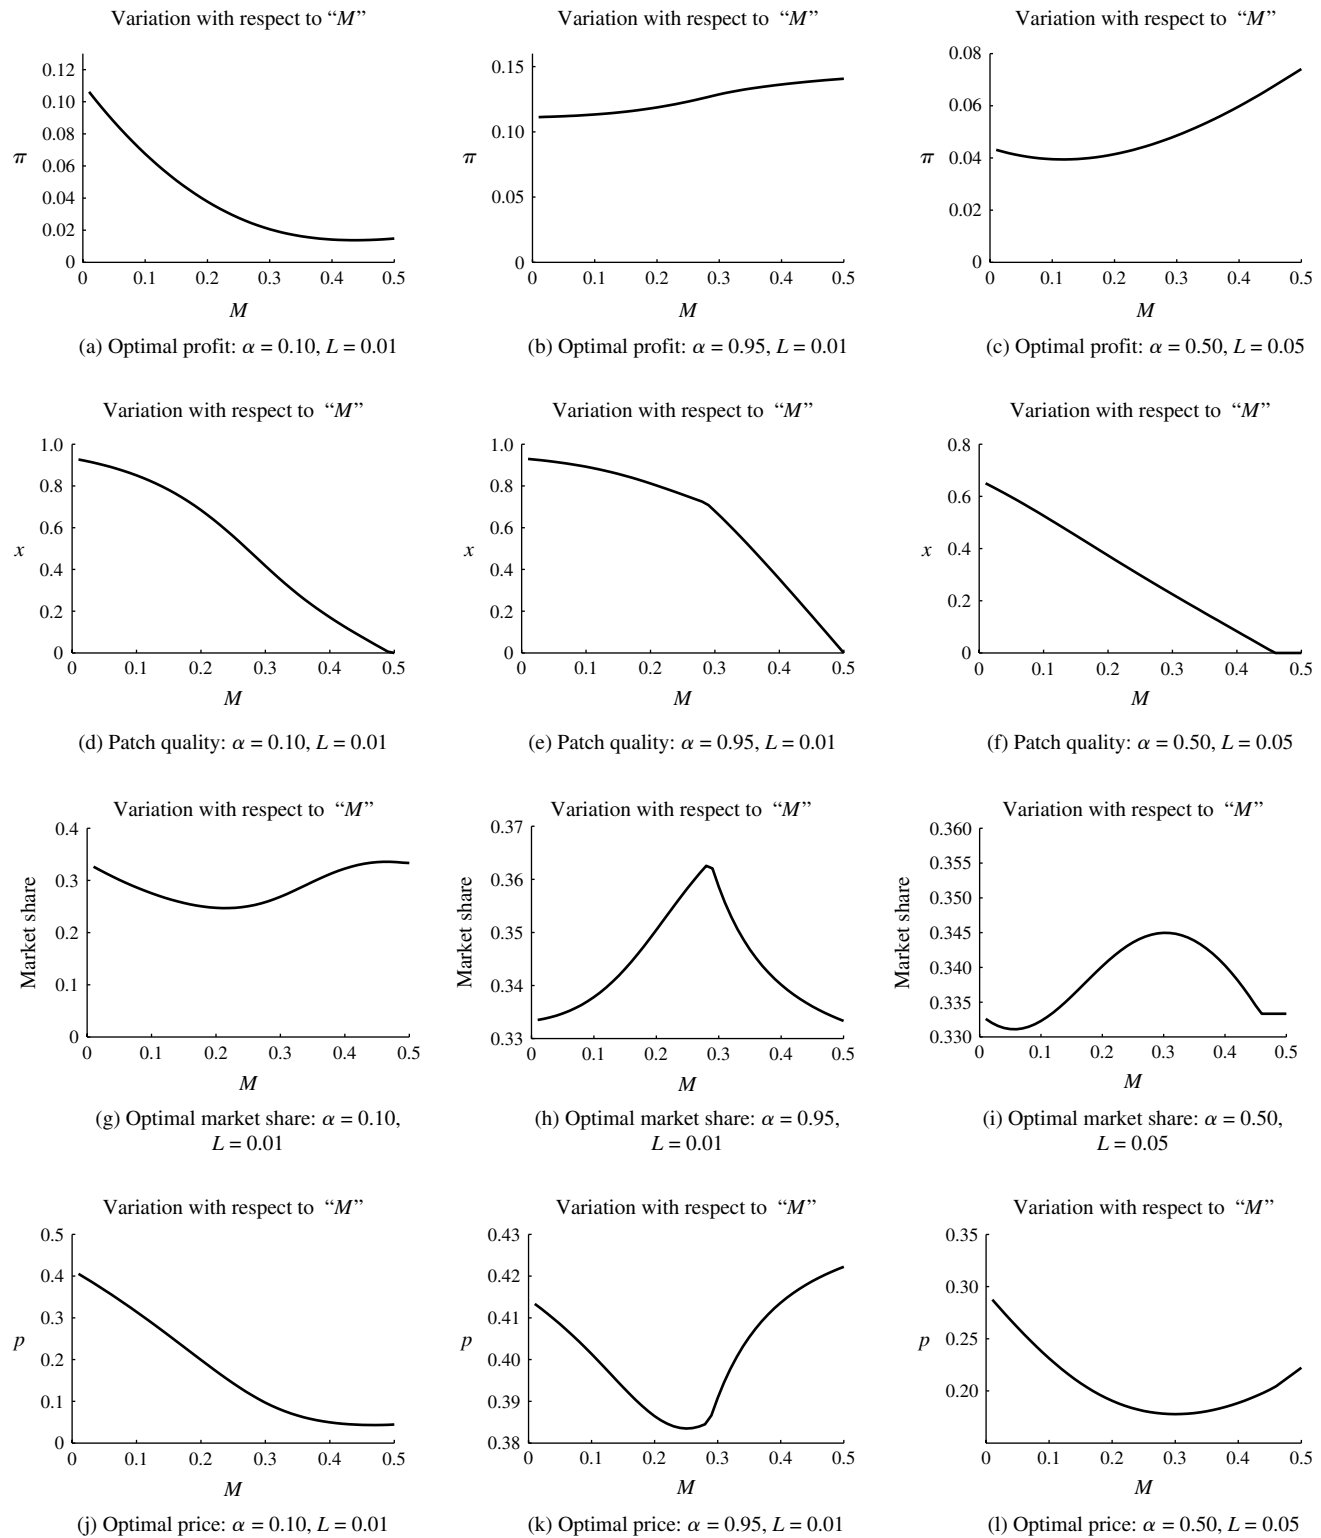 Variation with respect to “M”
Variation with respect to “M”
Variation with respect to “M”
0.12
0.10
0.08
0.06
0.04
0.02
0
π
0 0.1 0.2 0.3 0.4 0.5
M
0.15
0.10
0.05
0
π
0 0.1 0.2 0.3 0.4 0.5
M
0.08
0.06
0.04
0.02
0
π
0 0.1 0.2 0.3 0.4 0.5
M
(a) Optimal profit: α = 0.10, L = 0.01
(b) Optimal profit: α = 0.95, L = 0.01
(c) Optimal profit: α = 0.50, L = 0.05
Variation with respect to “M”
Variation with respect to “M”
Variation with respect to “M”
1.0
0.8
0.6
0.4
0.2
0
x
0 0.1 0.2 0.3 0.4 0.5
M
1.0
0.8
0.6
0.4
0.2
0
x
0 0.1 0.2 0.3 0.4 0.5
M
0.8
0.6
0.4
0.2
0
x
0 0.1 0.2 0.3 0.4 0.5
M
(d) Patch quality: α = 0.10, L = 0.01
(e) Patch quality: α = 0.95, L = 0.01
(f) Patch quality: α = 0.50, L = 0.05
Variation with respect to “M”
Variation with respect to “M”
Variation with respect to “M”
0.4
0.3
0.2
0.1
0
Market share
0 0.1 0.2 0.3 0.4 0.5
M
0.37
0.36
0.35
0.34
0.33
Market share
0 0.1 0.2 0.3 0.4 0.5
M
0.360
0.355
0.350
0.345
0.340
0.335
0.330
Market share
0 0.1 0.2 0.3 0.4 0.5
M
(g) Optimal market share: α = 0.10,
L = 0.01
(h) Optimal market share: α = 0.95,
L = 0.01
(i) Optimal market share: α = 0.50,
L = 0.05
Variation with respect to “M”
Variation with respect to “M”
Variation with respect to “M”
0.5
0.4
0.3
0.2
0.1
0
p
0 0.1 0.2 0.3 0.4 0.5
M
0.43
0.42
0.41
0.40
0.39
0.38
p
0 0.1 0.2 0.3 0.4 0.5
M
0.35
0.30
0.25
0.20
p
0 0.1 0.2 0.3 0.4 0.5
M
(j) Optimal price: α = 0.10, L = 0.01
(k) Optimal price: α = 0.95, L = 0.01
(l) Optimal price: α = 0.50, L = 0.05